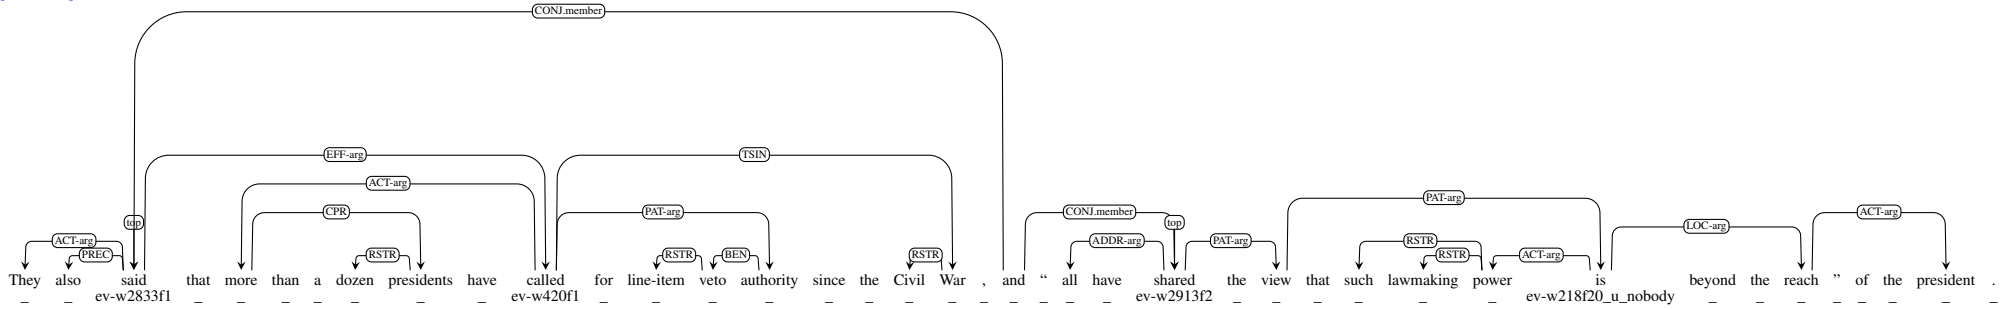 CONJ.member
EFF-arg TSIN
ACT-arg
PAT-arg
CPR PAT-arg CONJ.member ACT-arg
top top
LOC-arg
ACT-arg ADDR-arg PAT-arg RSTR
PREC RSTR RSTR BEN RSTR RSTR ACT-arg
They also said that more than a dozen presidents have called for line-item veto authority since the Civil War , and “ all have shared the view that such lawmaking power is beyond the reach ” of the president .
_ _ ev-w2833f1 _ _ _ _ _ _ _ ev-w420f1 _ _ _ _ _ _ _ _ _ _ _ _ _ ev-w2913f2 _ _ _ _ _ _ ev-w218f20_u_nobody _ _ _ _ _ _ _ _